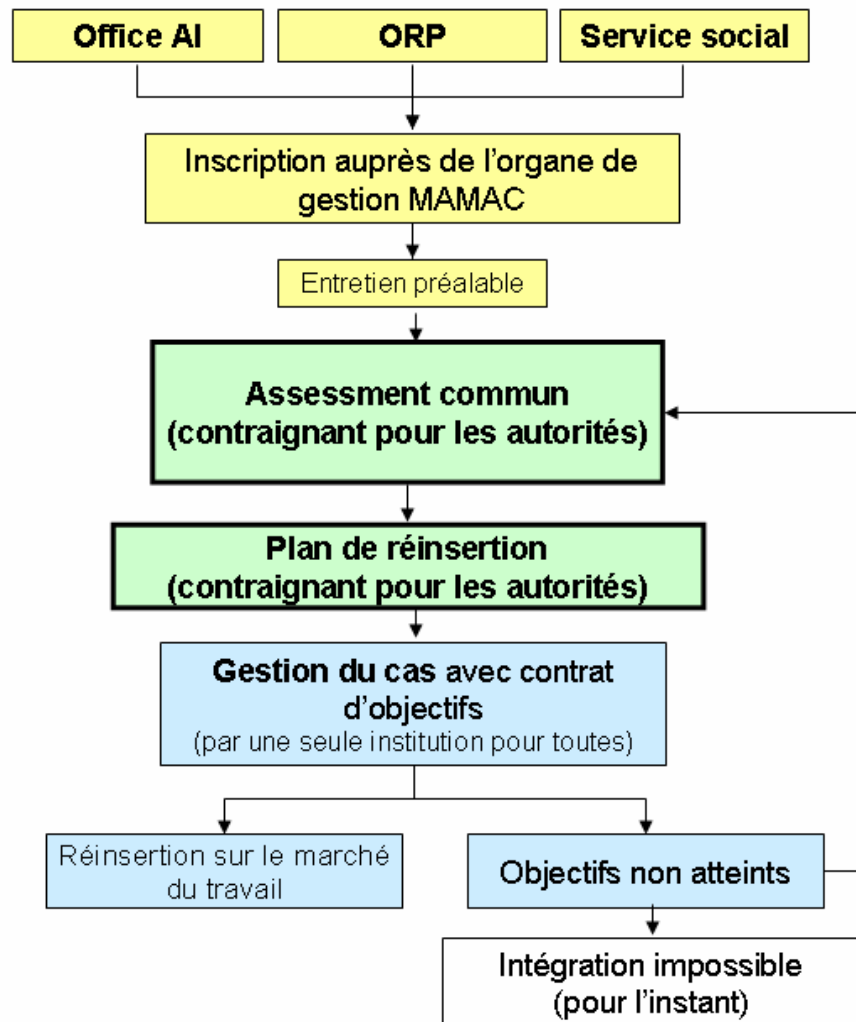 Office AI
ORP
Service social
Inscription auprès de l'organe de
gestion MAMAC
Entretien préalable
Assessment commun
(contraignant pour les autorités)
Plan de réinsertion
(contraignant pour les autorités)
Gestion du cas avec contrat
d'objectifs
(par une seule institution pour toutes)
Réinsertion sur le marché
du travail
Objectifs non atteints
Intégration impossible
(pour l'instant)